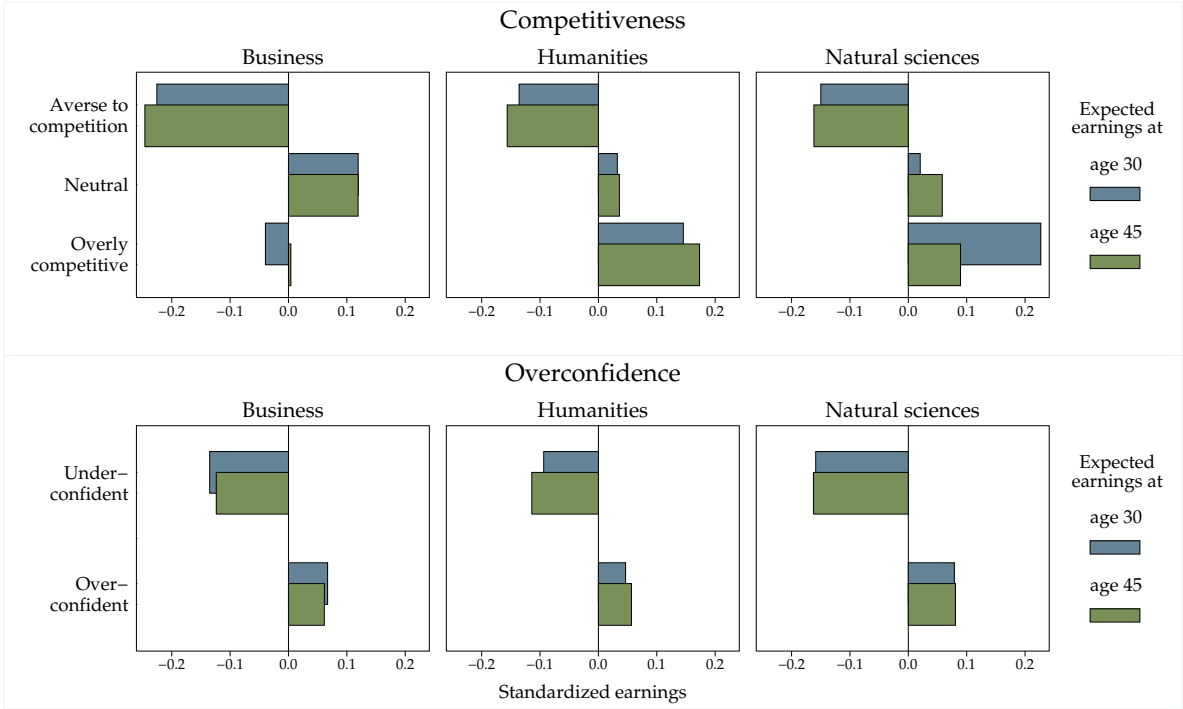 Competitiveness
Business
Humanities
Natural sciences
Averse to
competition
Neutral
Overly
competitive
−0.2
−0.1
0.0
0.1
0.2
−0.2
−0.1
0.0
0.1
0.2
−0.2
−0.1
0.0
0.1
0.2
Expected
earnings at
age 30
age 45
Overconfidence
Business
Humanities
Natural sciences
Under−
confident
Over−
confident
−0.2
−0.1
0.0
0.1
0.2
−0.2
−0.1
0.0
0.1
0.2
−0.2
−0.1
0.0
0.1
0.2
Expected
earnings at
age 30
age 45
Standardized earnings